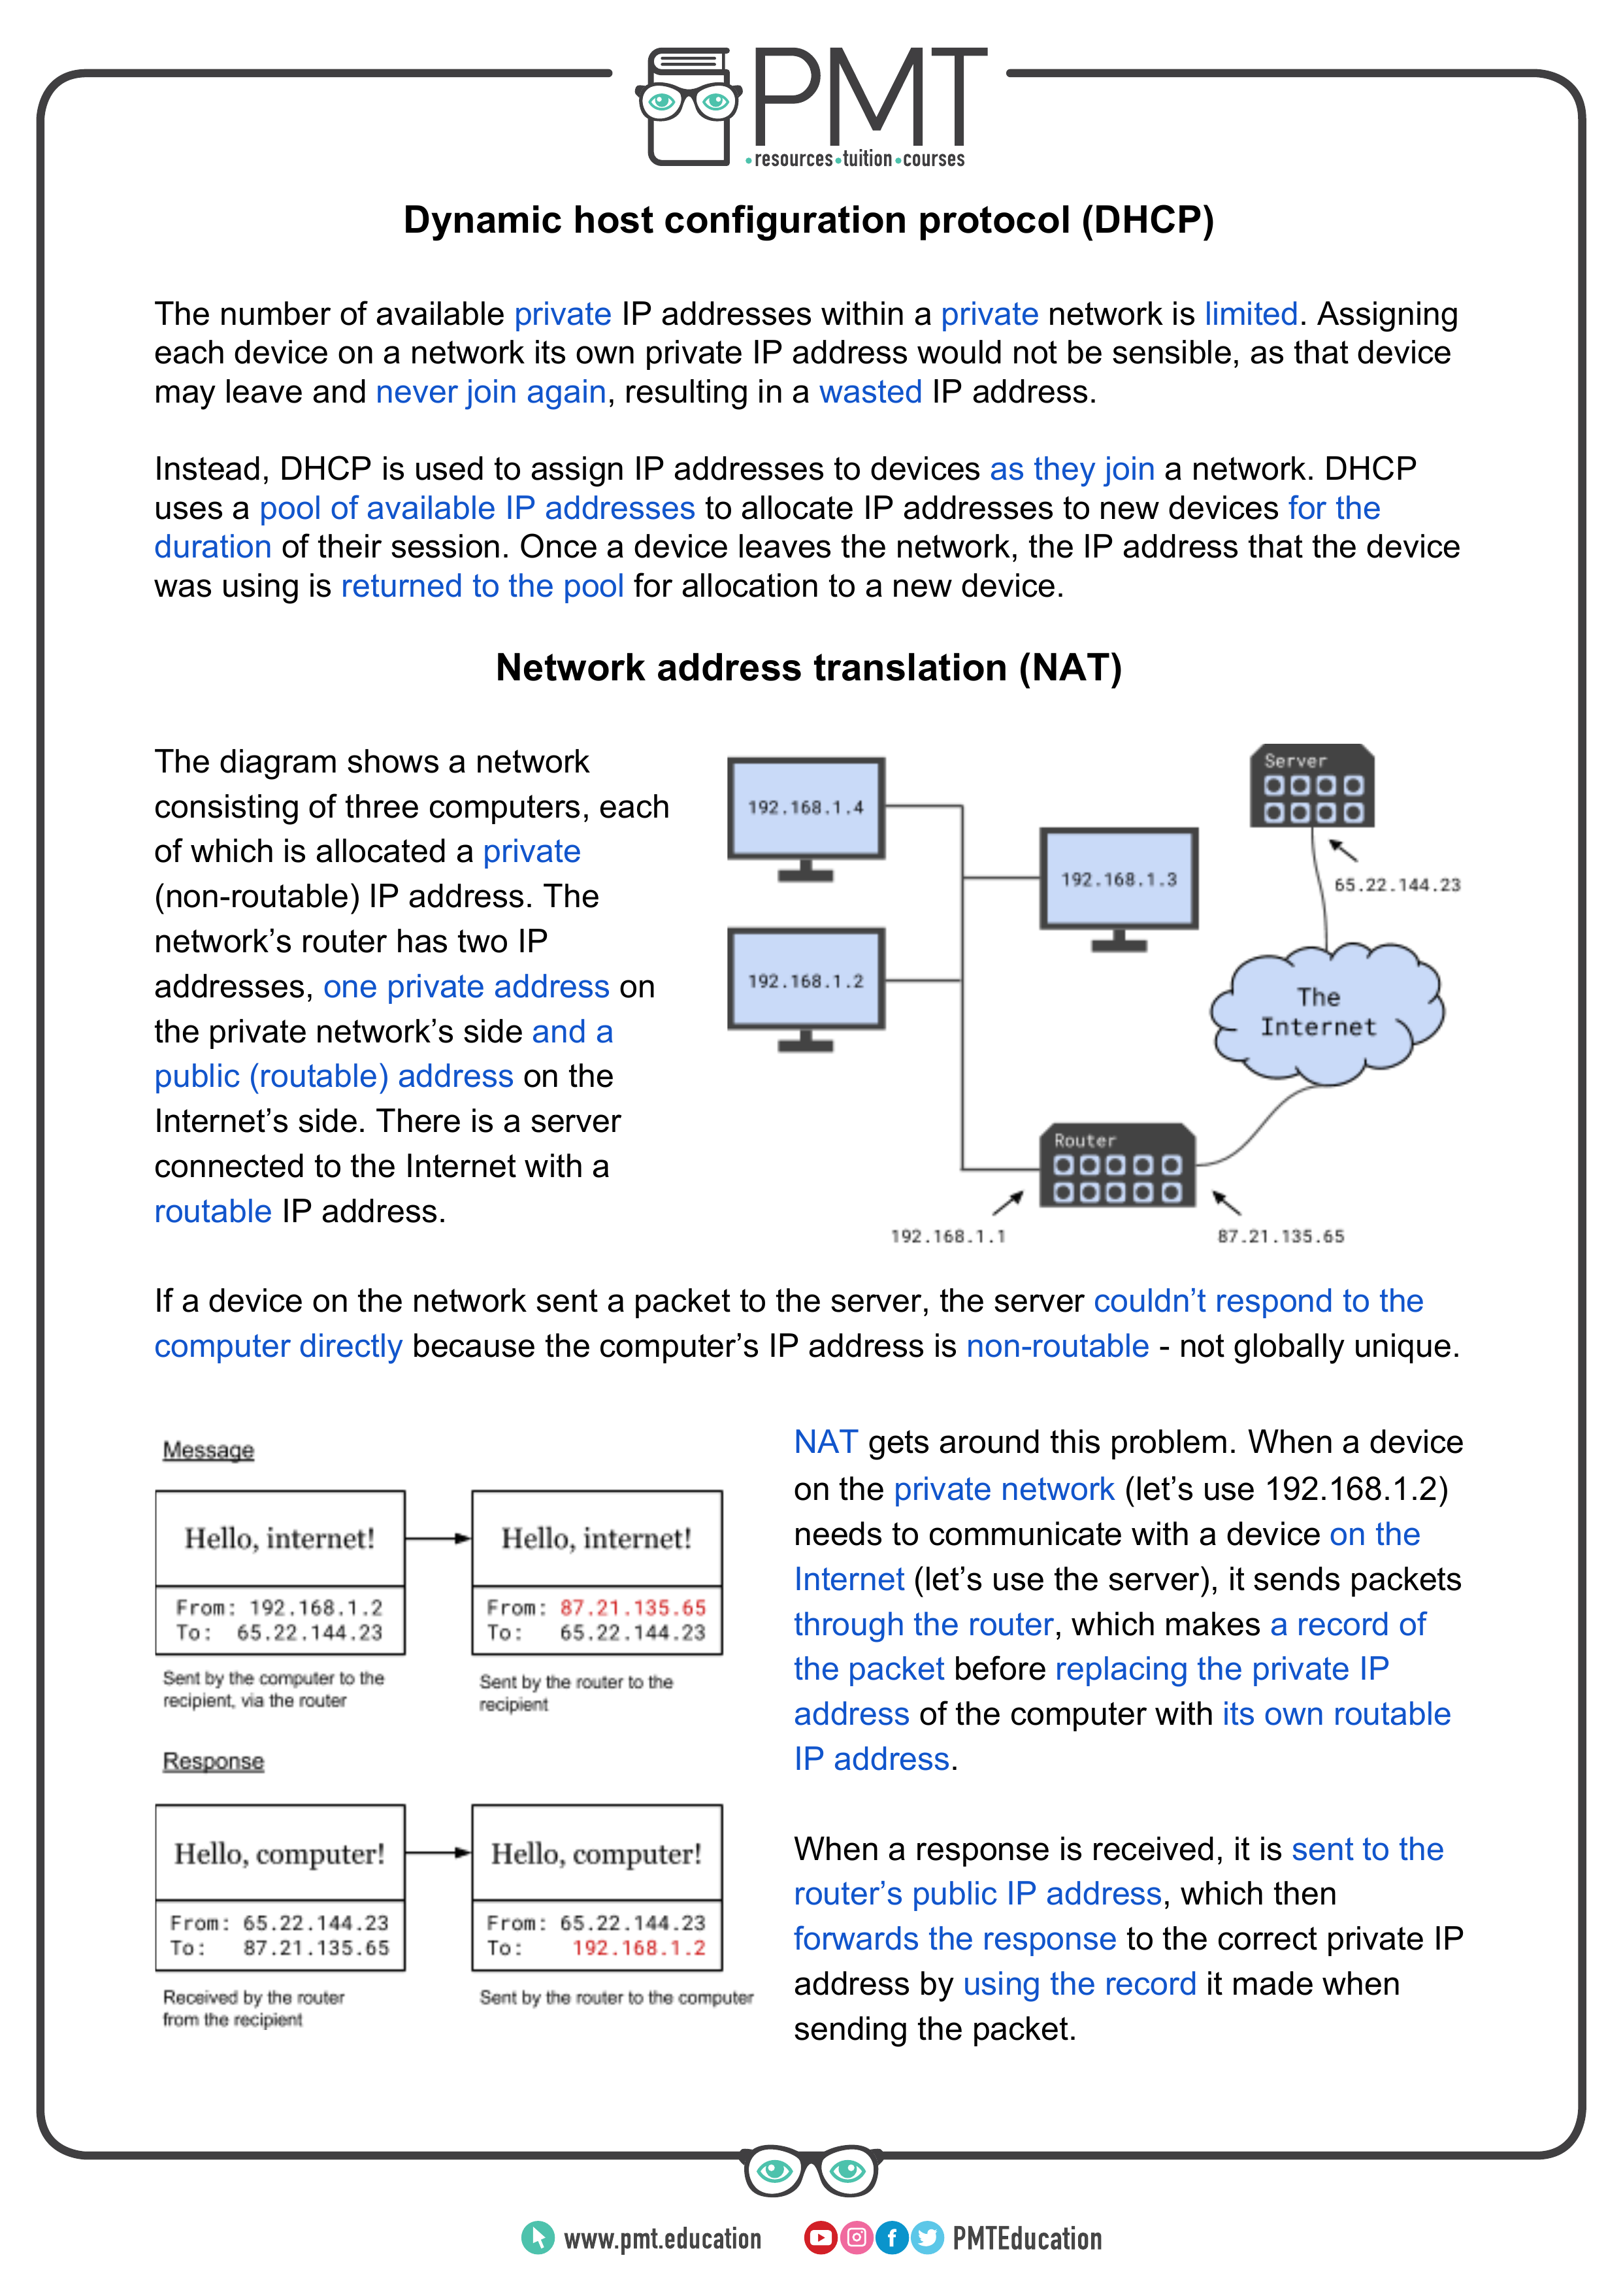 PMT
•resources•tuition•courses
Dynamic host configuration protocol (DHCP)
The number of available private IP addresses within a private network is limited. Assigning
each device on a network its own private IP address would not be sensible, as that device
may leave and never join again, resulting in a wasted IP address.
Instead, DHCP is used to assign IP addresses to devices as they join a network. DHCP
uses a pool of available IP addresses to allocate IP addresses to new devices for the
duration of their session. Once a device leaves the network, the IP address that the device
was using is returned to the pool for allocation to a new device.
Network address translation (NAT)
The diagram shows a network
consisting of three computers, each
of which is allocated a private
(non-routable) IP address. The
network's router has two IP
addresses, one private address on
the private network's side and a
public (routable) address on the
Internet's side. There is a server
connected to the Internet with a
routable IP address.
192.168.1.4
192.168.1.3
192.168.1.2
Server
65.22.144.23
The
Internet
Router
192.168.1.1
87.21.135.65
If a device on the network sent a packet to the server, the server couldn't respond to the
computer directly because the computer's IP address is non-routable - not globally unique.
Message
Hello, internet!
From: 192.168.1.2
To: 65.22.144.23
Sent by the computer to the
recipient, via the router
Hello, internet!
From: 87.21.135.65
To: 65.22.144.23
Sent by the router to the
recipient
Response
Hello, computer!
From: 65.22.144.23
To: 87.21.135.65
Received by the router
from the recipient
Hello, computer!
From: 65.22.144.23
To: 192.168.1.2
Sent by the router to the computer
NAT gets around this problem. When a device
on the private network (let's use 192.168.1.2)
needs to communicate with a device on the
Internet (let's use the server), it sends packets
through the router, which makes a record of
the packet before replacing the private IP
address of the computer with its own routable
IP address.
When a response is received, it is sent to the
router's public IP address, which then
forwards the response to the correct private IP
address by using the record it made when
sending the packet.
www.pmt.education
PMTEducation